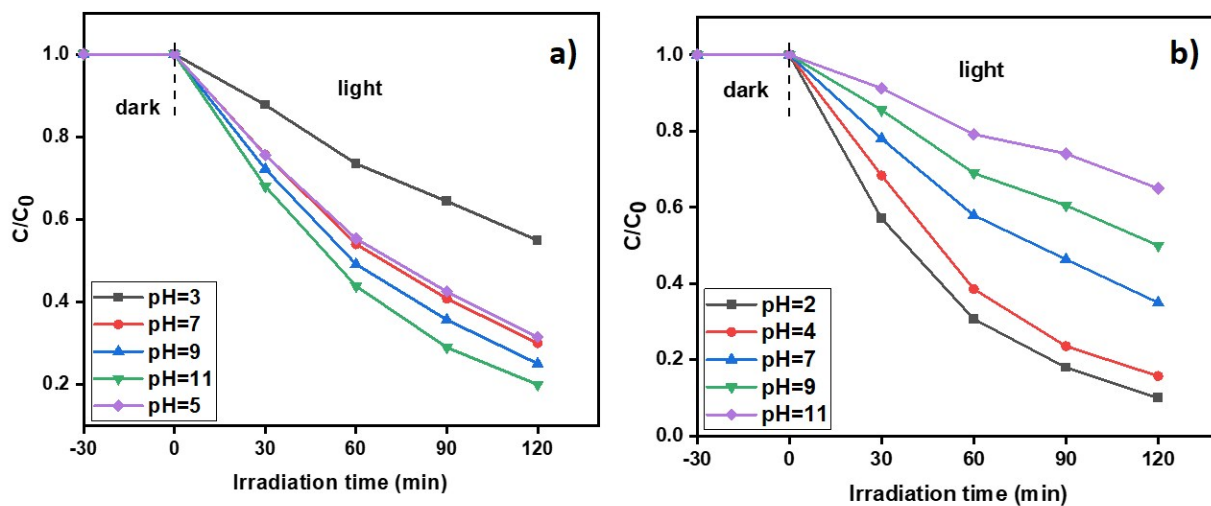 a)
light
dark
1.0
0.8
0.6
0.4
0.2
C/C0
pH=3
pH=7
pH=9
pH=11
pH=5
-30 0 30 60 90 120
Irradiation time (min)
b)
light
dark
1.0
0.8
0.6
0.4
0.2
0.0
C/C0
pH=2
pH=4
pH=7
pH=9
pH=11
-30 0 30 60 90 120
Irradiation time (min)